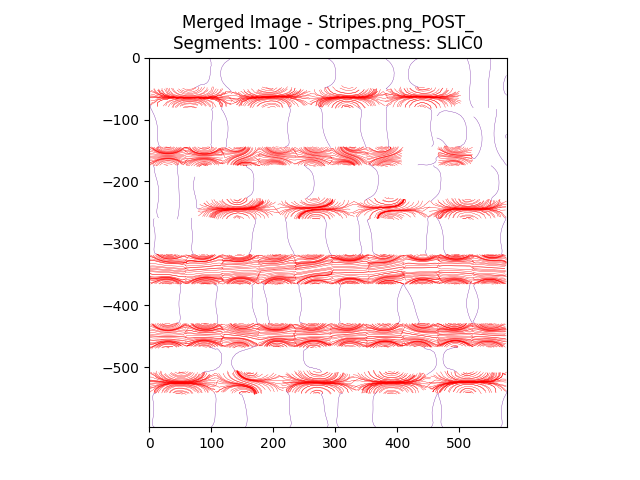 Merged Image - Stripes.png_POST_
Segments: 100 - compactness: SLIC0
0
−100
−200
−300
−400
−500
0 100 200 300 400 500